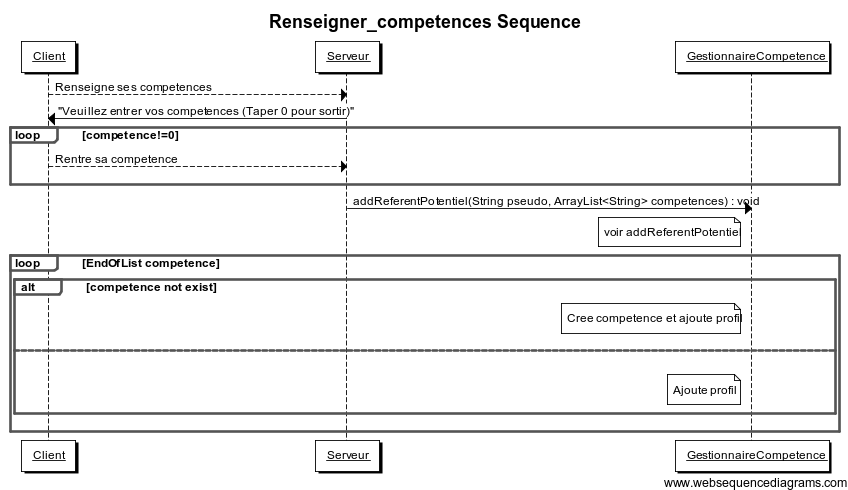 Renseigner_competences Sequence
Client
Serveur
GestionnaireCompetence
Renseigne ses competences
"Veuillez entrer vos competences (Taper 0 pour sortir)"
loop [competence!=0]
Rentre sa competence
addReferentPotentiel(String pseudo, ArrayList<String> competences) : void
voir addReferentPotentiel
loop [EndOfList competence]
alt [competence not exist]
Cree competence et ajoute profil
Ajoute profil
Client
Serveur
GestionnaireCompetence
www.websequencediagrams.com